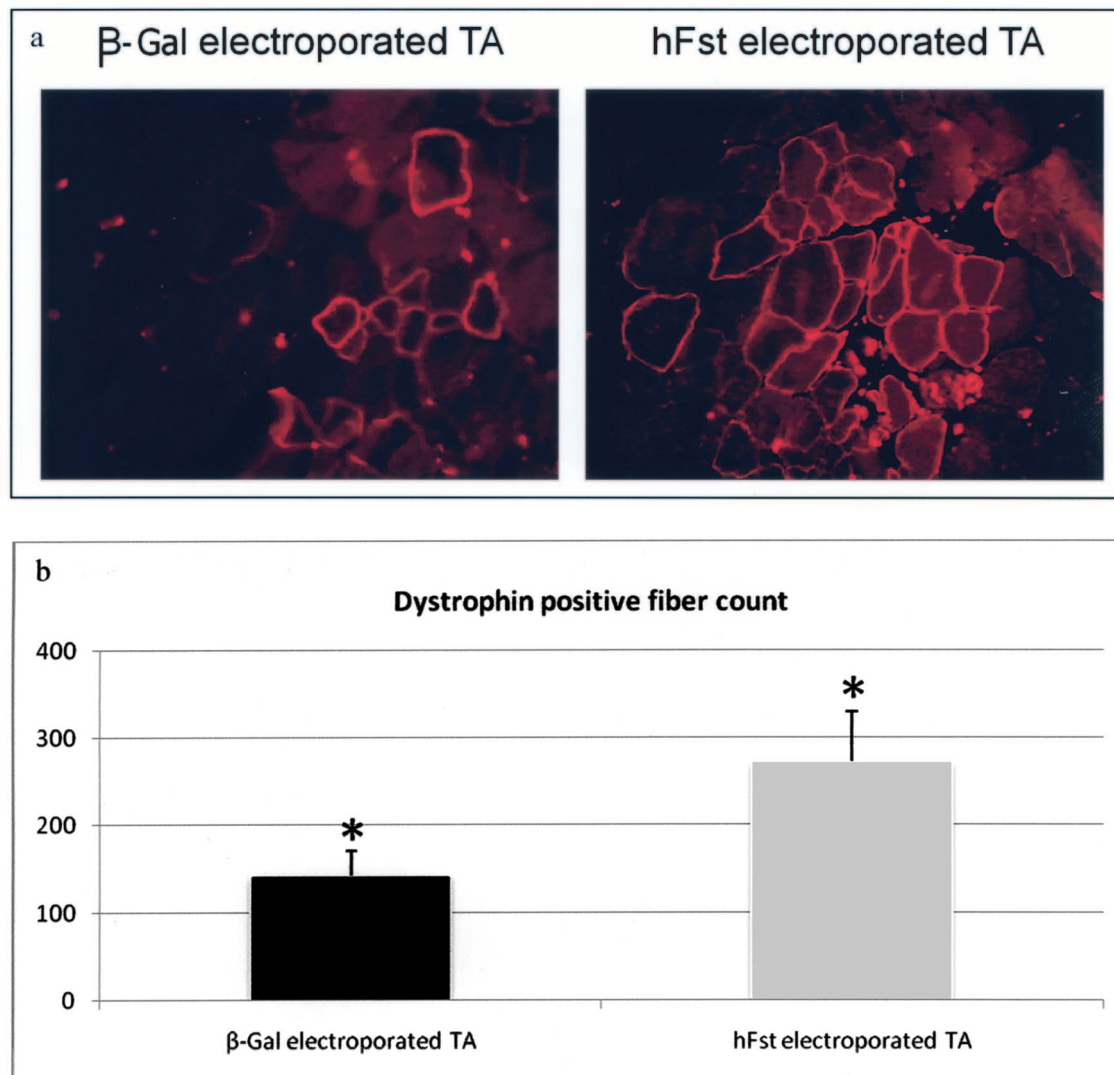 a
β-Gal electroporated TA
hFst electroporated TA
b
Dystrophin positive fiber count
400
300
200
100
0
*
*
β-Gal electroporated TA
hFst electroporated TA